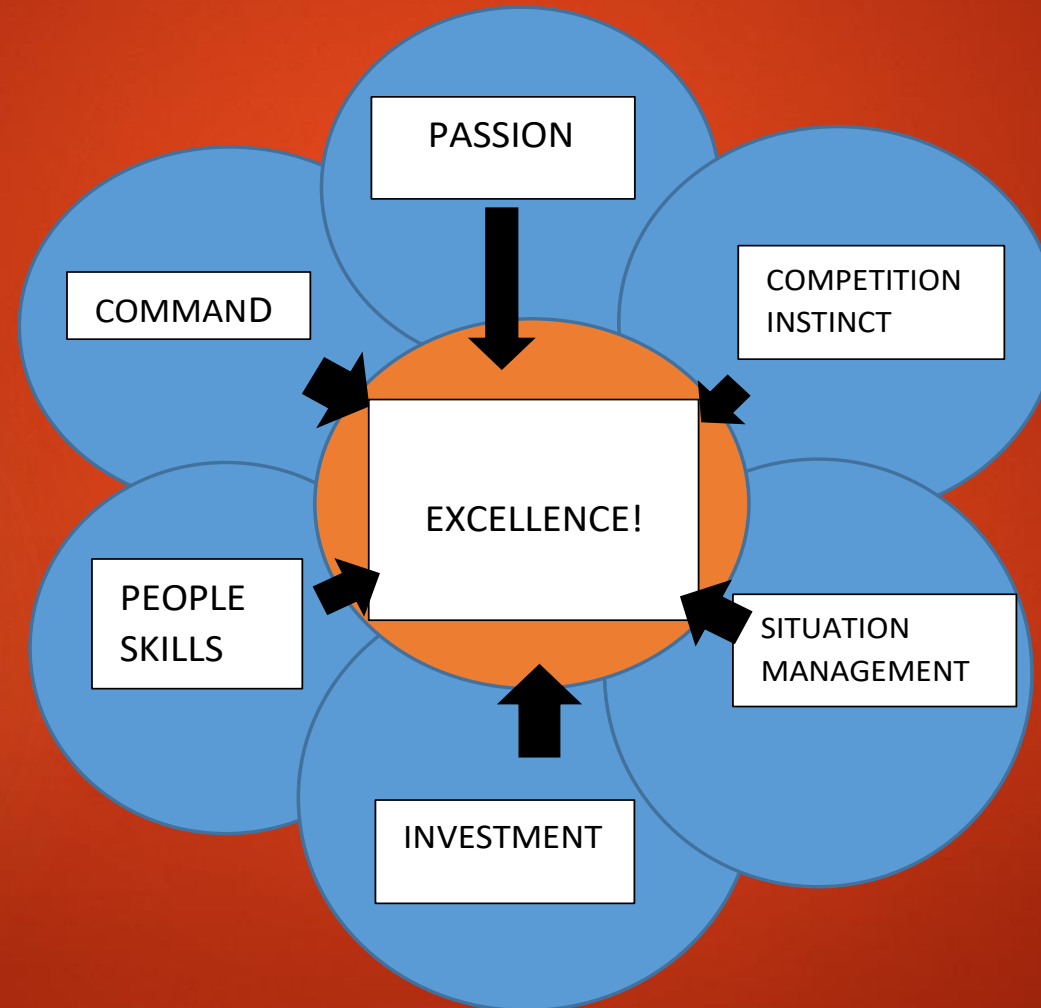 PASSION
COMMAND
COMPETITION
INSTINCT
EXCELLENCE!
PEOPLE
SKILLS
SITUATION
MANAGEMENT
INVESTMENT